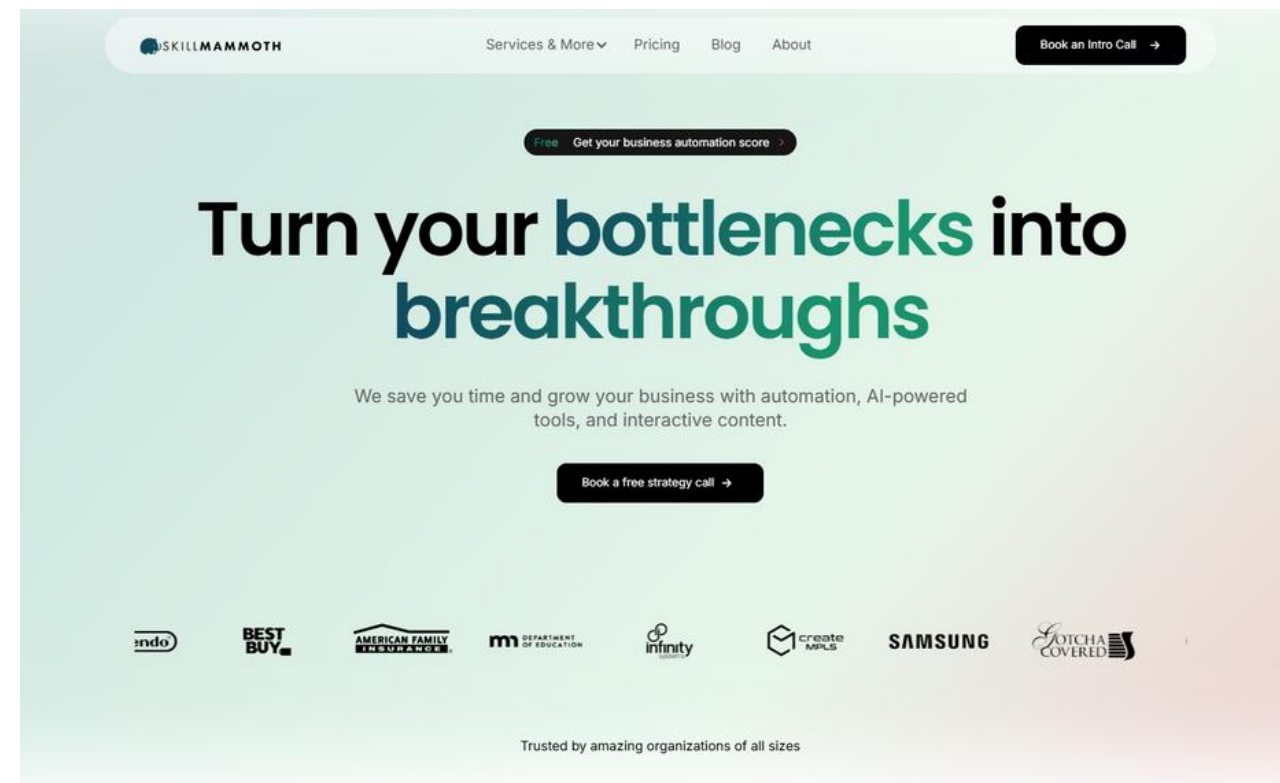 SKILLMAMMOTH
Services & More
Pricing
Blog
About
Book an Intro Call →
Free Get your business automation score >
Turn your bottlenecks into
breakthroughs
We save you time and grow your business with automation, AI-powered
tools, and interactive content.
Book a free strategy call →
endo
BEST
BUY
AMERICAN FAMILY
INSURANCE
DEPARTMENT
OF EDUCATION
infinity
systems
create
MPLS
SAMSUNG
GOTCHA
COVERED
Trusted by amazing organizations of all sizes